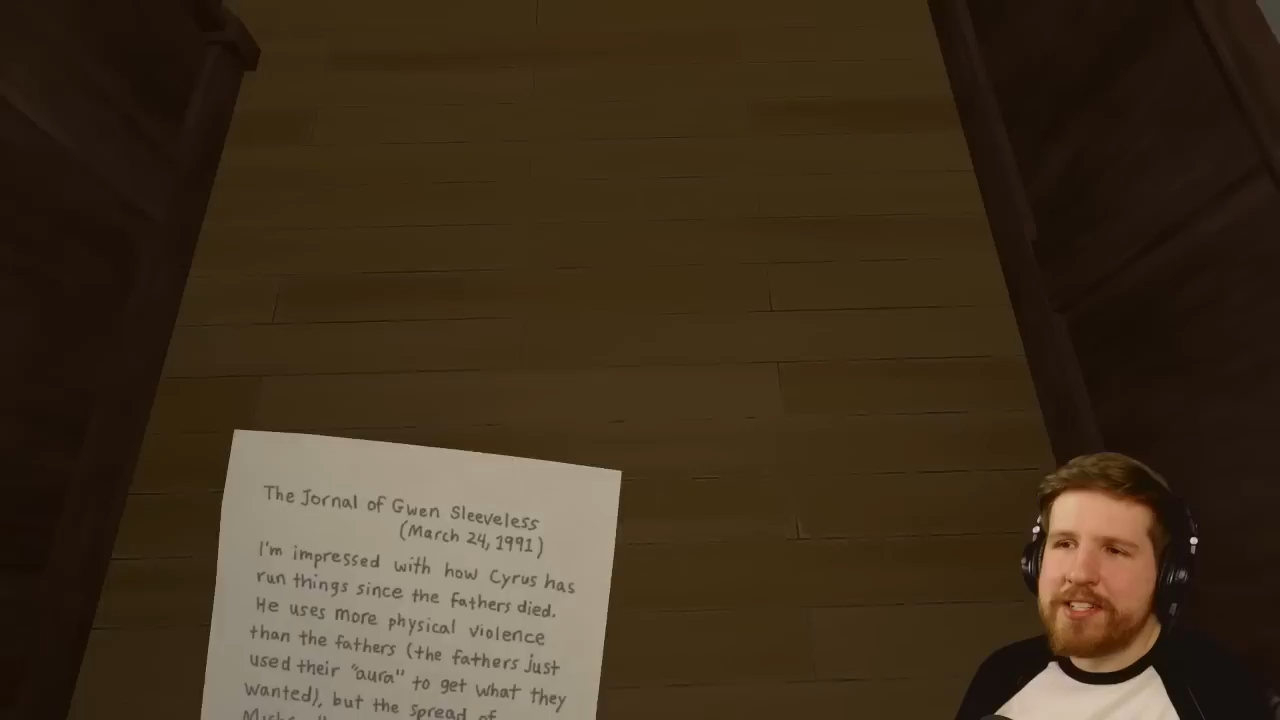 The Jornal of Gwen Sleeveless
(March 24, 1991)
I'm impressed with how Cyrus has
run things since the fathers died.
He uses more physical violence
than the fathers (the fathers just
used their "aura" to get what they
wanted), but the spread of